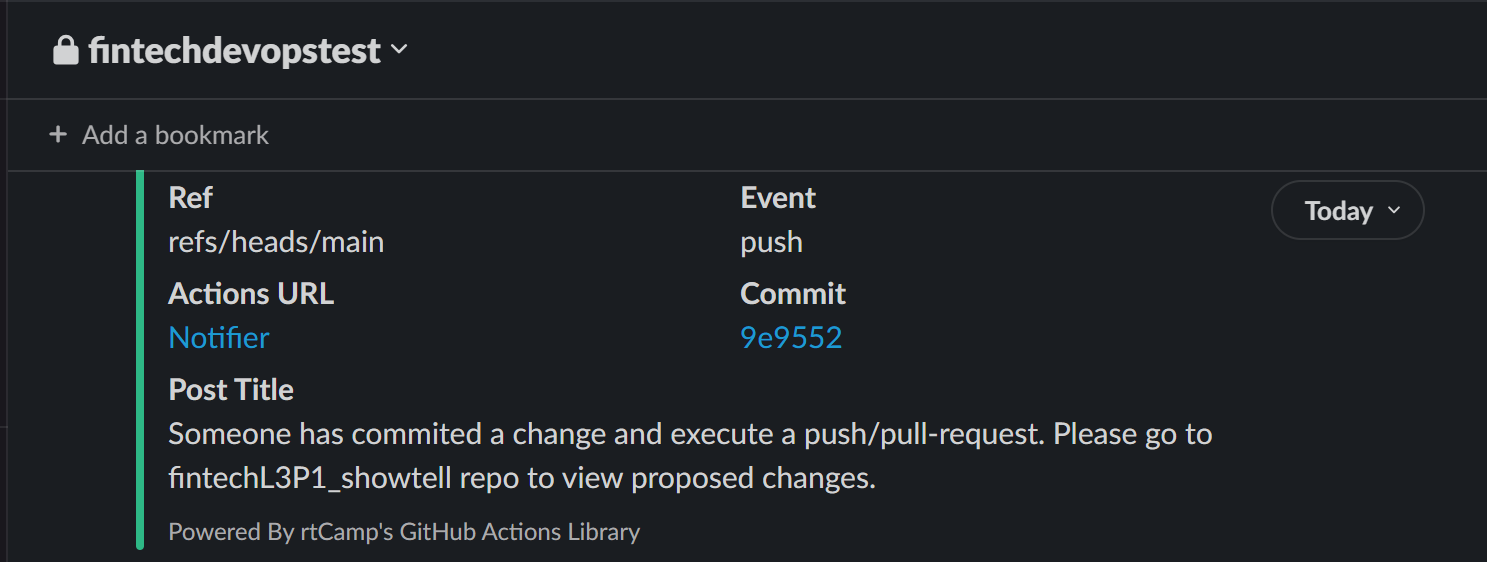 fintechdevopstest
+ Add a bookmark
Ref
Event
Today
refs/heads/main
push
Actions URL
Commit
Notifier
9e9552
Post Title
Someone has commited a change and execute a push/pull-request. Please go to
fintechL3P1_showtell repo to view proposed changes.
Powered By rtCamp's GitHub Actions Library